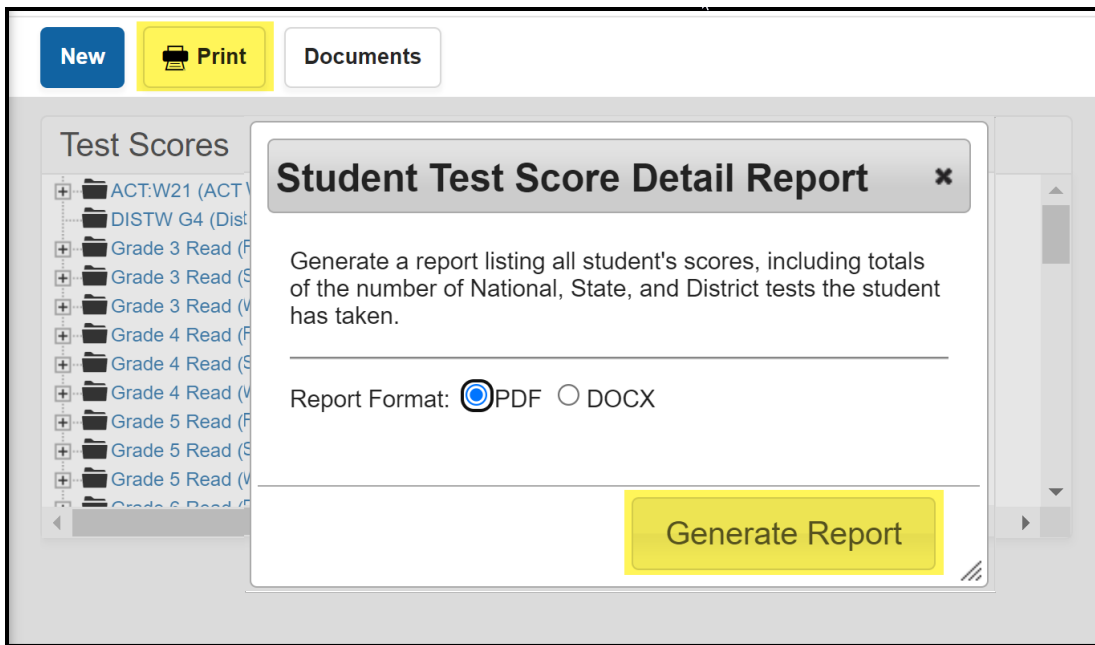 New
Print
Documents
Test Scores
Student Test Score Detail Report
ACT:W21 (ACT
DISTW G4 (Dist
Grade 3 Read (F
Grade 3 Read (S
Grade 3 Read (W
Grade 4 Read (F
Grade 4 Read (S
Grade 4 Read (W
Grade 5 Read (F
Grade 5 Read (S
Grade 5 Read (W
Grade 6 Read (F
Generate a report listing all student's scores, including totals
of the number of National, State, and District tests the student
has taken.
Report Format: PDF DOCX
Generate Report